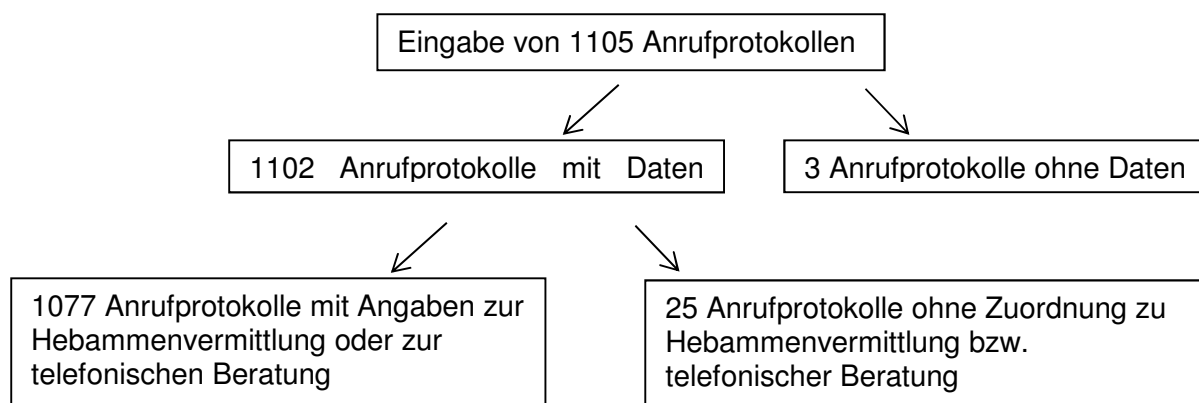 Eingabe von 1105 Anrufprotokollen
1102 Anrufprotokolle mit Daten
3 Anrufprotokolle ohne Daten
1077 Anrufprotokolle mit Angaben zur
Hebammenvermittlung oder zur
telefonischen Beratung
25 Anrufprotokolle ohne Zuordnung zu
Hebammenvermittlung bzw.
telefonischer Beratung